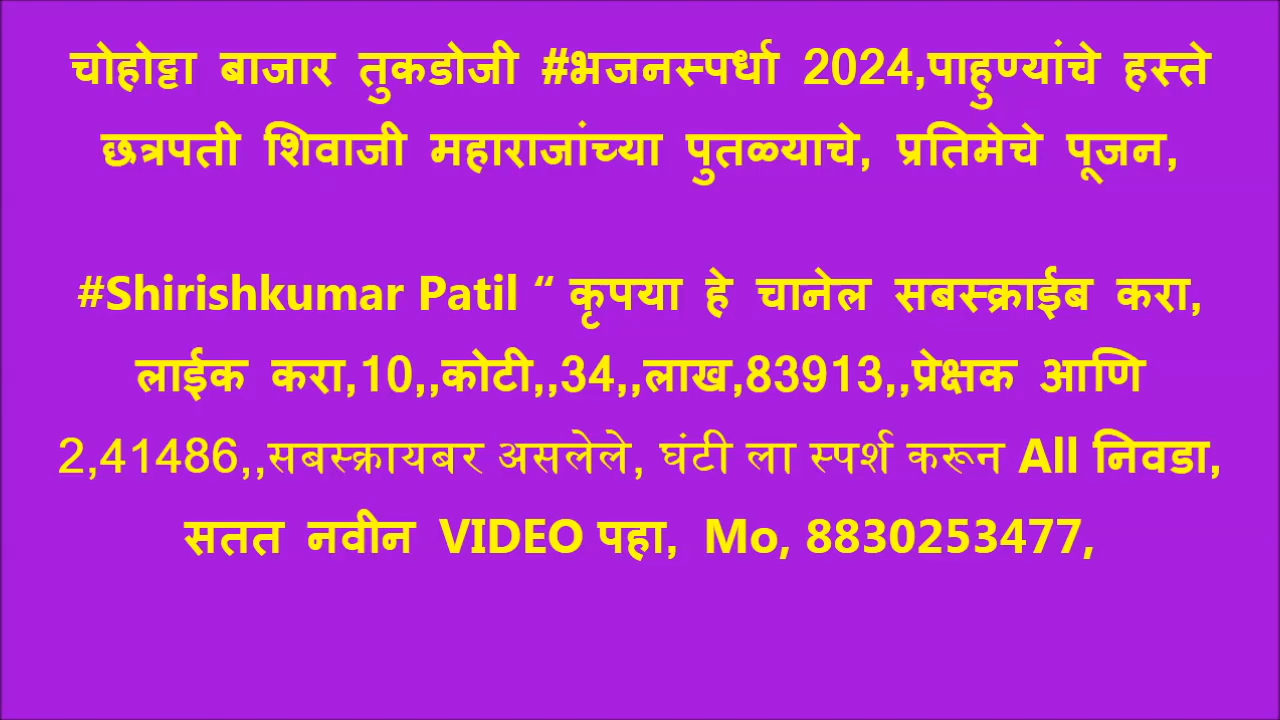 चोहोट्टा बाजार तुकडोजी #भजनस्पर्धा 2024,पाहुण्यांचे हस्ते
छत्रपती शिवाजी महाराजांच्या पुतळ्याचे, प्रतिमेचे पूजन,
#Shirishkumar Patil “ कृपया हे चानेल सबस्क्राईब करा,
लाईक करा,10,,कोटी,,34,,लाख,83913,,प्रेक्षक आणि
2,41486,,सबस्क्रायबर असलेले, घंटी ला स्पर्श करून All निवडा,
सतत नवीन VIDEO पहा, Mo, 8830253477,